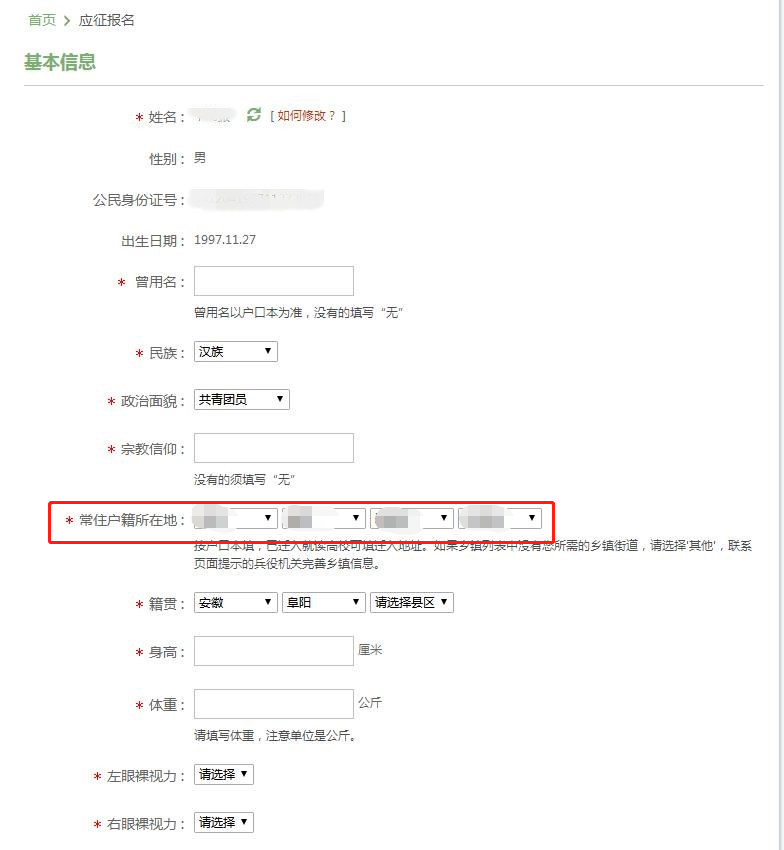 首页 > 应征报名
基本信息
* 姓名： [ 如何修改？ ]
性别： 男
公民身份证号：
出生日期： 1997.11.27
* 曾用名：
曾用名以户口本为准，没有的填写“无”
* 民族： 汉族
* 政治面貌： 共青团员
* 宗教信仰：
没有的须填写“无”
* 常住户籍所在地：
按户口本填，已迁入就读高校可填迁入地址。如果乡镇列表中没有您所需的乡镇街道，请选择'其他'，联系
页面提示的兵役机关完善乡镇信息。
* 籍贯： 安徽 阜阳 请选择县区
* 身高： 厘米
* 体重： 公斤
请填写体重，注意单位是公斤。
* 左眼裸视力： 请选择
* 右眼裸视力： 请选择